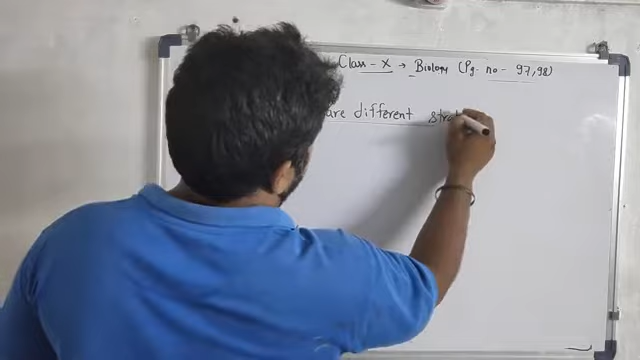 Class - X → Biology (Pg. no - 97,98)
are different